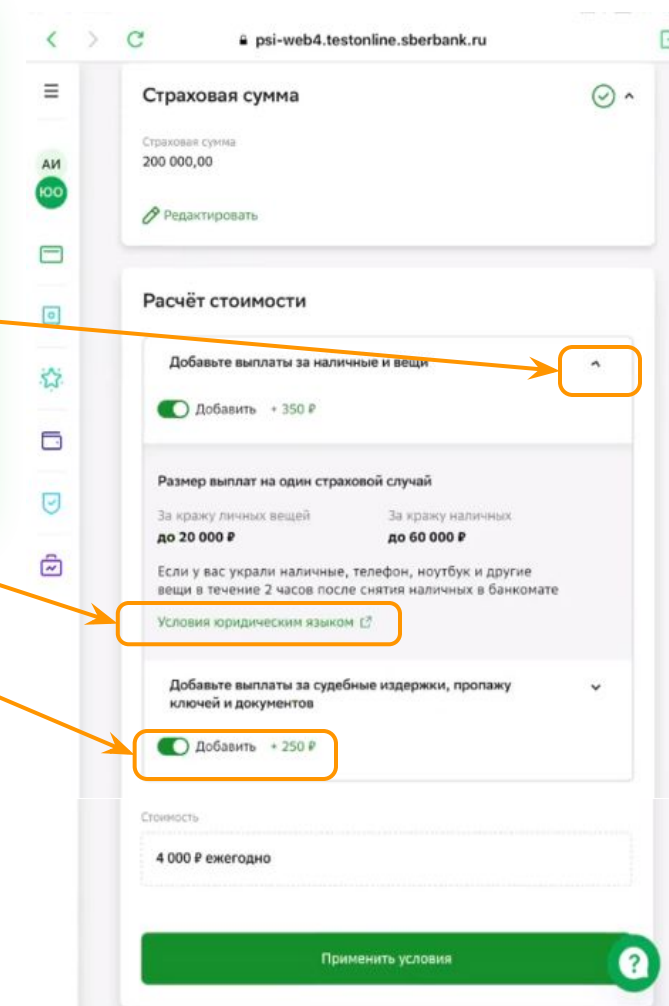 psi-web4.testonline.sberbank.ru
Страховая сумма
Страховая сумма
200 000,00
АИ
ЮО
Редактировать
Расчёт стоимости
Добавьте выплаты за наличные и вещи
Добавить + 350 ₽
Размер выплат на один страховой случай
За кражу личных вещей За кражу наличных
до 20 000 ₽ до 60 000 ₽
Если у вас украли наличные, телефон, ноутбук и другие
вещи в течение 2 часов после снятия наличных в банкомате
Условия юридическим языком
Добавьте выплаты за судебные издержки, пропажу
ключей и документов
Добавить + 250 ₽
Стоимость
4 000 ₽ ежегодно
Применить условия
?